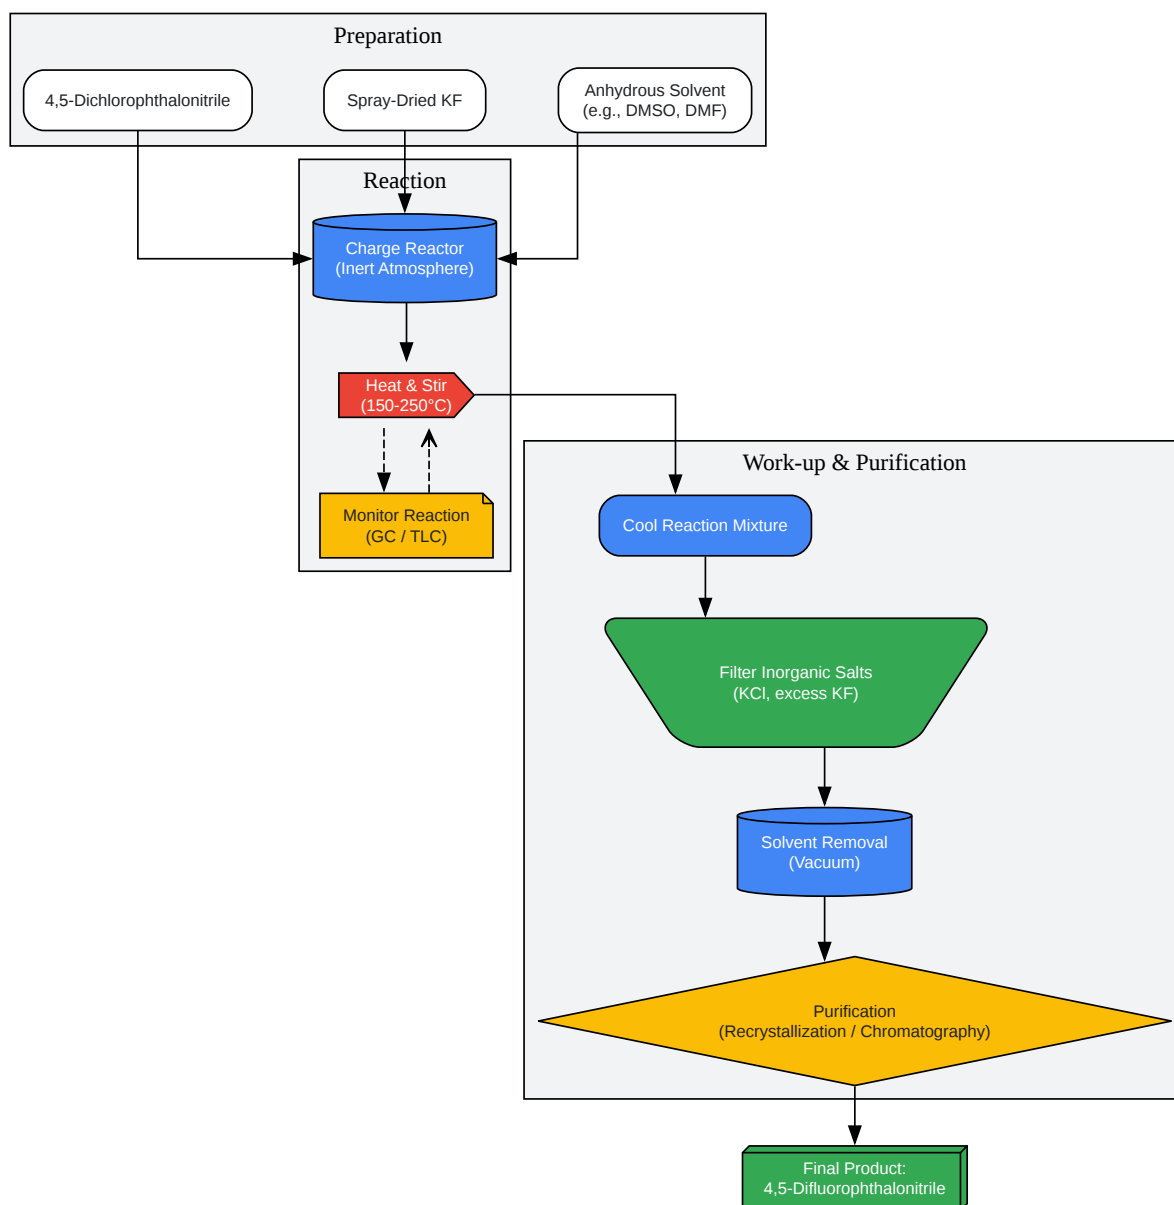 Preparation
4,5-Dichlorophthalonitrile
Spray-Dried KF
Anhydrous Solvent
(e.g., DMSO, DMF)
Reaction
Charge Reactor
(Inert Atmosphere)
Heat & Stir
(150-250°C)
Monitor Reaction
(GC / TLC)
Work-up & Purification
Cool Reaction Mixture
Filter Inorganic Salts
(KCl, excess KF)
Solvent Removal
(Vacuum)
Purification
(Recrystallization / Chromatography)
Final Product:
4,5-Difluorophthalonitrile